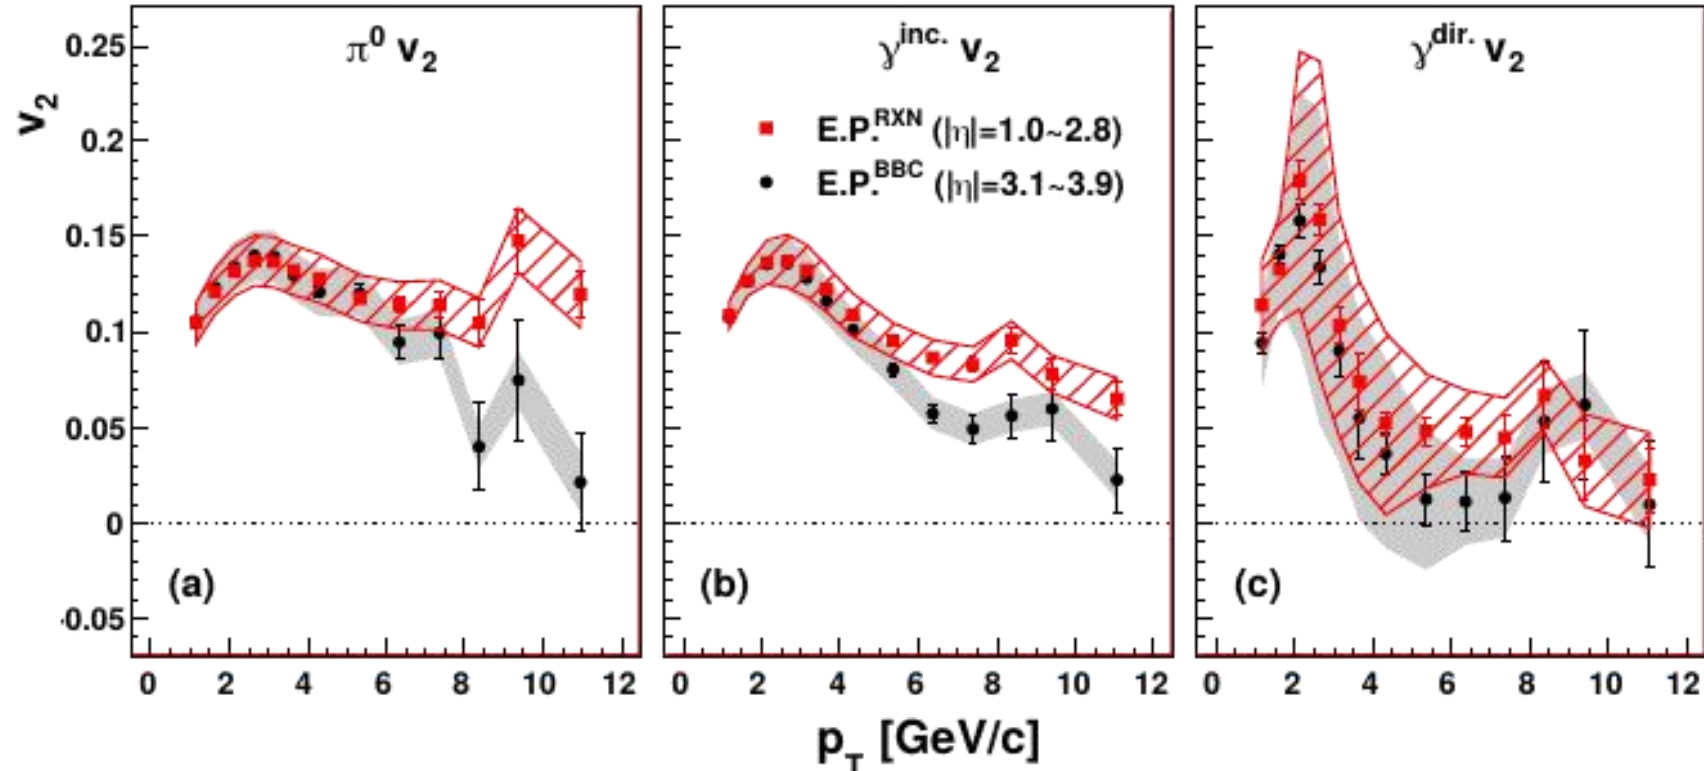 π⁰ v₂
γ^inc. v₂
γ^dir. v₂
v₂
0.25
0.2
0.15
0.1
0.05
0
-0.05
E.P.^RXN (|η|=1.0~2.8)
E.P.^BBC (|η|=3.1~3.9)
(a)
(b)
(c)
0 2 4 6 8 10 12
0 2 4 6 8 10 12
0 2 4 6 8 10 12
p_T [GeV/c]